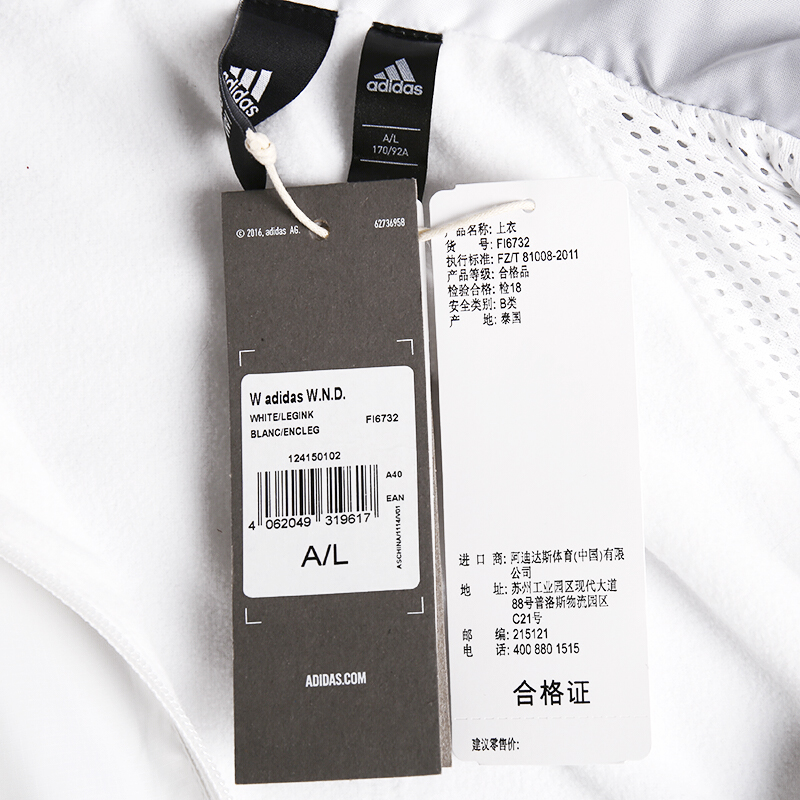 adidas
adidas
A/L
170/92A
© 2016, adidas AG.
62736958
W adidas W.N.D.
WHITE/LEGINK
FI6732
BLANC/ENCLEG
124150102
A40
EAN
4 062049 319617
ASCHINA/1114/V01
A/L
ADIDAS.COM
产品名称: 上衣
货 号: FI6732
执行标准: FZ/T 81008-2011
产品等级: 合格品
检验合格: 检18
安全类别: B类
产 地: 泰国
进 口 商: 阿迪达斯体育(中国)有限
公司
地 址: 苏州工业园区现代大道
88号普洛斯物流园区
C21号
邮 编: 215121
电 话: 400 880 1515
合格证
建议零售价: